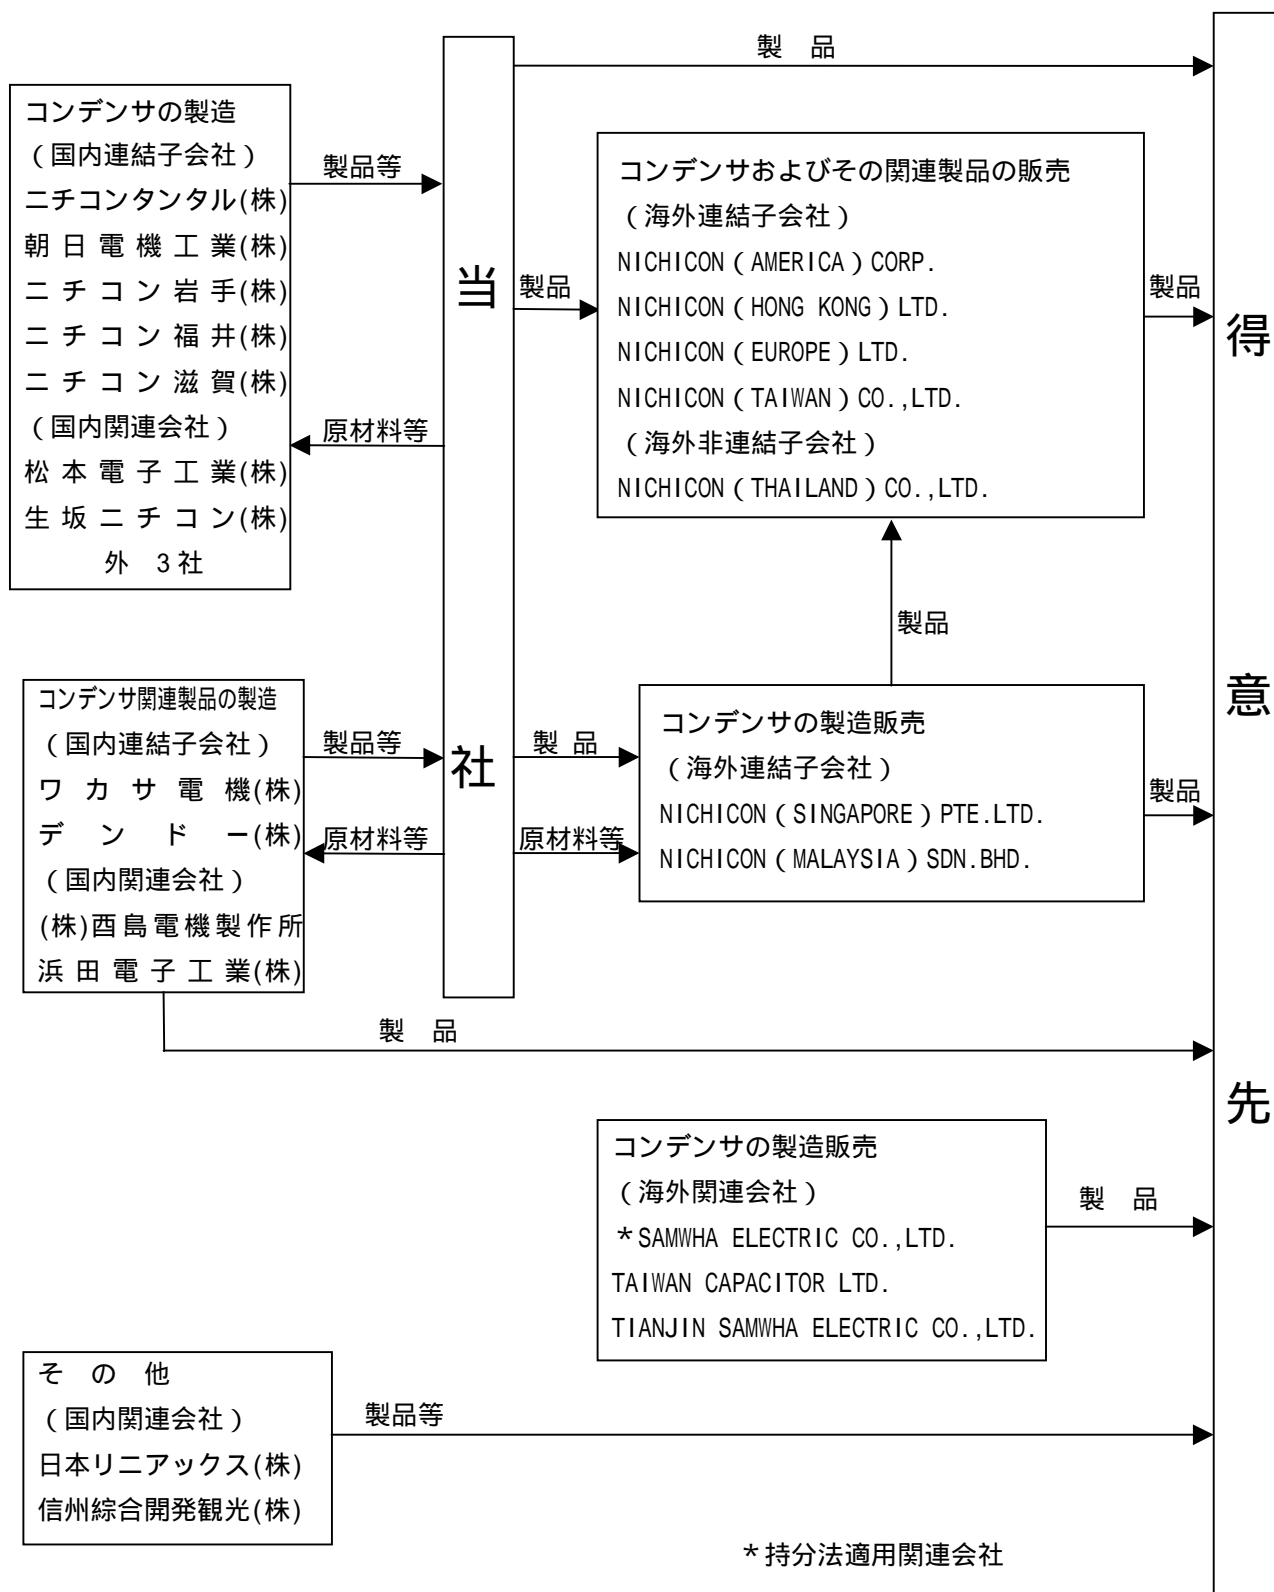 製 品
コンデンサの製造
(国内連結子会社)
ニチコンタンタル(株)
朝日電機工業(株)
ニチコン岩手(株)
ニチコン福井(株)
ニチコン滋賀(株)
(国内関連会社)
松本電子工業(株)
生坂ニチコン(株)
外 3社
製品等
原材料等
当社
製品
コンデンサおよびその関連製品の販売
(海外連結子会社)
NICHICON(AMERICA)CORP.
NICHICON(HONG KONG)LTD.
NICHICON(EUROPE)LTD.
NICHICON(TAIWAN)CO.,LTD.
(海外非連結子会社)
NICHICON(THAILAND)CO.,LTD.
製品
得意先
製品
コンデンサ関連製品の製造
(国内連結子会社)
ワカサ電機(株)
デンドー(株)
(国内関連会社)
(株)酉島電機製作所
浜田電子工業(株)
製品等
原材料等
製 品
原材料等
コンデンサの製造販売
(海外連結子会社)
NICHICON(SINGAPORE)PTE.LTD.
NICHICON(MALAYSIA)SDN.BHD.
製品
製 品
コンデンサの製造販売
(海外関連会社)
*SAMWHA ELECTRIC CO.,LTD.
TAIWAN CAPACITOR LTD.
TIANJIN SAMWHA ELECTRIC CO.,LTD.
製 品
そ の 他
(国内関連会社)
日本リニアックス(株)
信州綜合開発観光(株)
製品等
*持分法適用関連会社